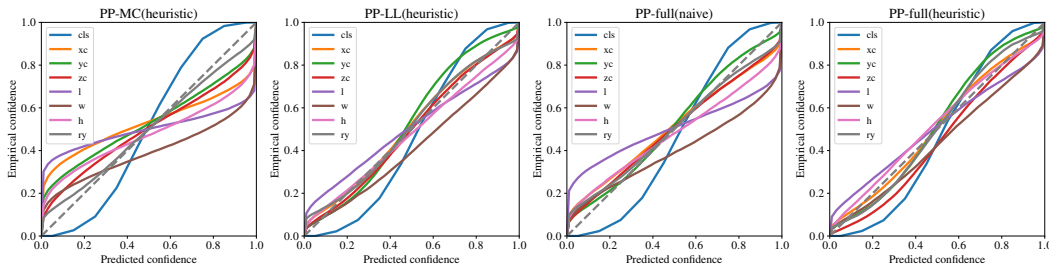 PP-MC(heuristic)
1.0
0.8
0.6
0.4
0.2
0.0
Empirical confidence
cls
xc
yc
zc
l
w
h
ry
0.0 0.2 0.4 0.6 0.8 1.0
Predicted confidence
PP-LL(heuristic)
1.0
0.8
0.6
0.4
0.2
0.0
Empirical confidence
cls
xc
yc
zc
l
w
h
ry
0.0 0.2 0.4 0.6 0.8 1.0
Predicted confidence
PP-full(naive)
1.0
0.8
0.6
0.4
0.2
0.0
Empirical confidence
cls
xc
yc
zc
l
w
h
ry
0.0 0.2 0.4 0.6 0.8 1.0
Predicted confidence
PP-full(heuristic)
1.0
0.8
0.6
0.4
0.2
0.0
Empirical confidence
cls
xc
yc
zc
l
w
h
ry
0.0 0.2 0.4 0.6 0.8 1.0
Predicted confidence